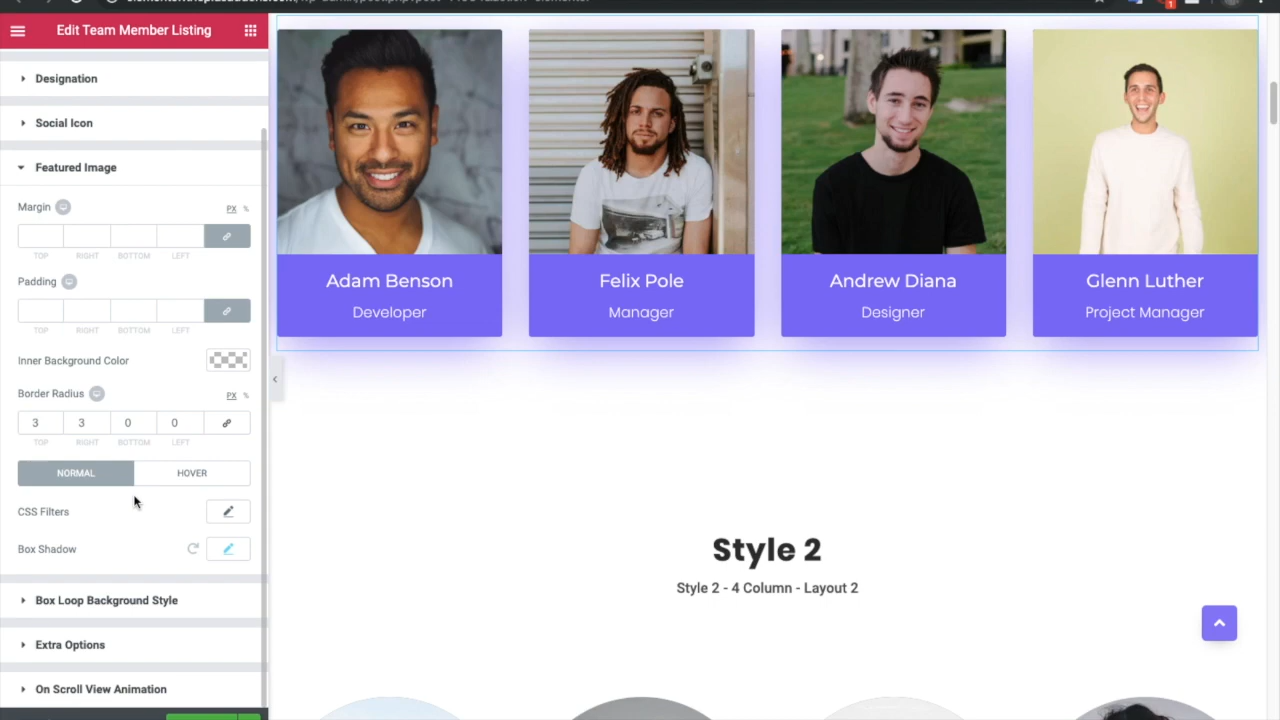 Edit Team Member Listing
Designation
Social Icon
Featured Image
Margin
PX %
TOP RIGHT BOTTOM LEFT
Padding
TOP RIGHT BOTTOM LEFT
Inner Background Color
Border Radius
PX %
3 3 0 0
TOP RIGHT BOTTOM LEFT
NORMAL HOVER
CSS Filters
Box Shadow
Box Loop Background Style
Extra Options
On Scroll View Animation
Adam Benson
Developer
Felix Pole
Manager
Andrew Diana
Designer
Glenn Luther
Project Manager
Style 2
Style 2 - 4 Column - Layout 2